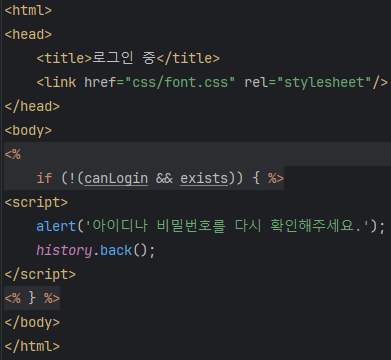 <html>
<head>
    <title>로그인 중</title>
    <link href="css/font.css" rel="stylesheet"/>
</head>
<body>
<%
    if (!(canLogin && exists)) { %>
<script>
    alert('아이디나 비밀번호를 다시 확인해주세요.');
    history.back();
</script>
<% } %>
</body>
</html>